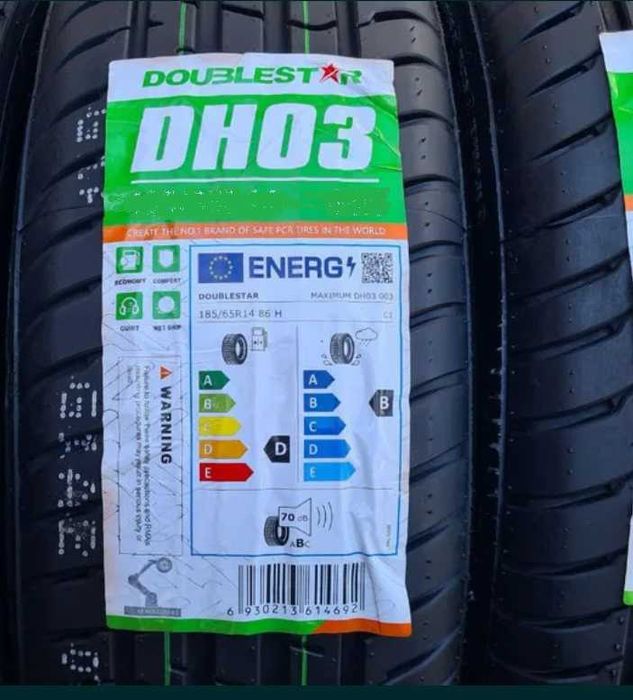 DOUBLESTAR
DH03
CREATE THE NO.1 BRAND OF SAFE PCR TIRES IN THE WORLD
ECONOMY COMFORT
QUIET WET GRIP
ENERG
DOUBLESTAR MAXIMUM DH03 003
185/65R14 86 H C1
A
B
C
D
E
D
A
B
C
D
E
B
70 dB
ABC
WARNING
6 930213 614692